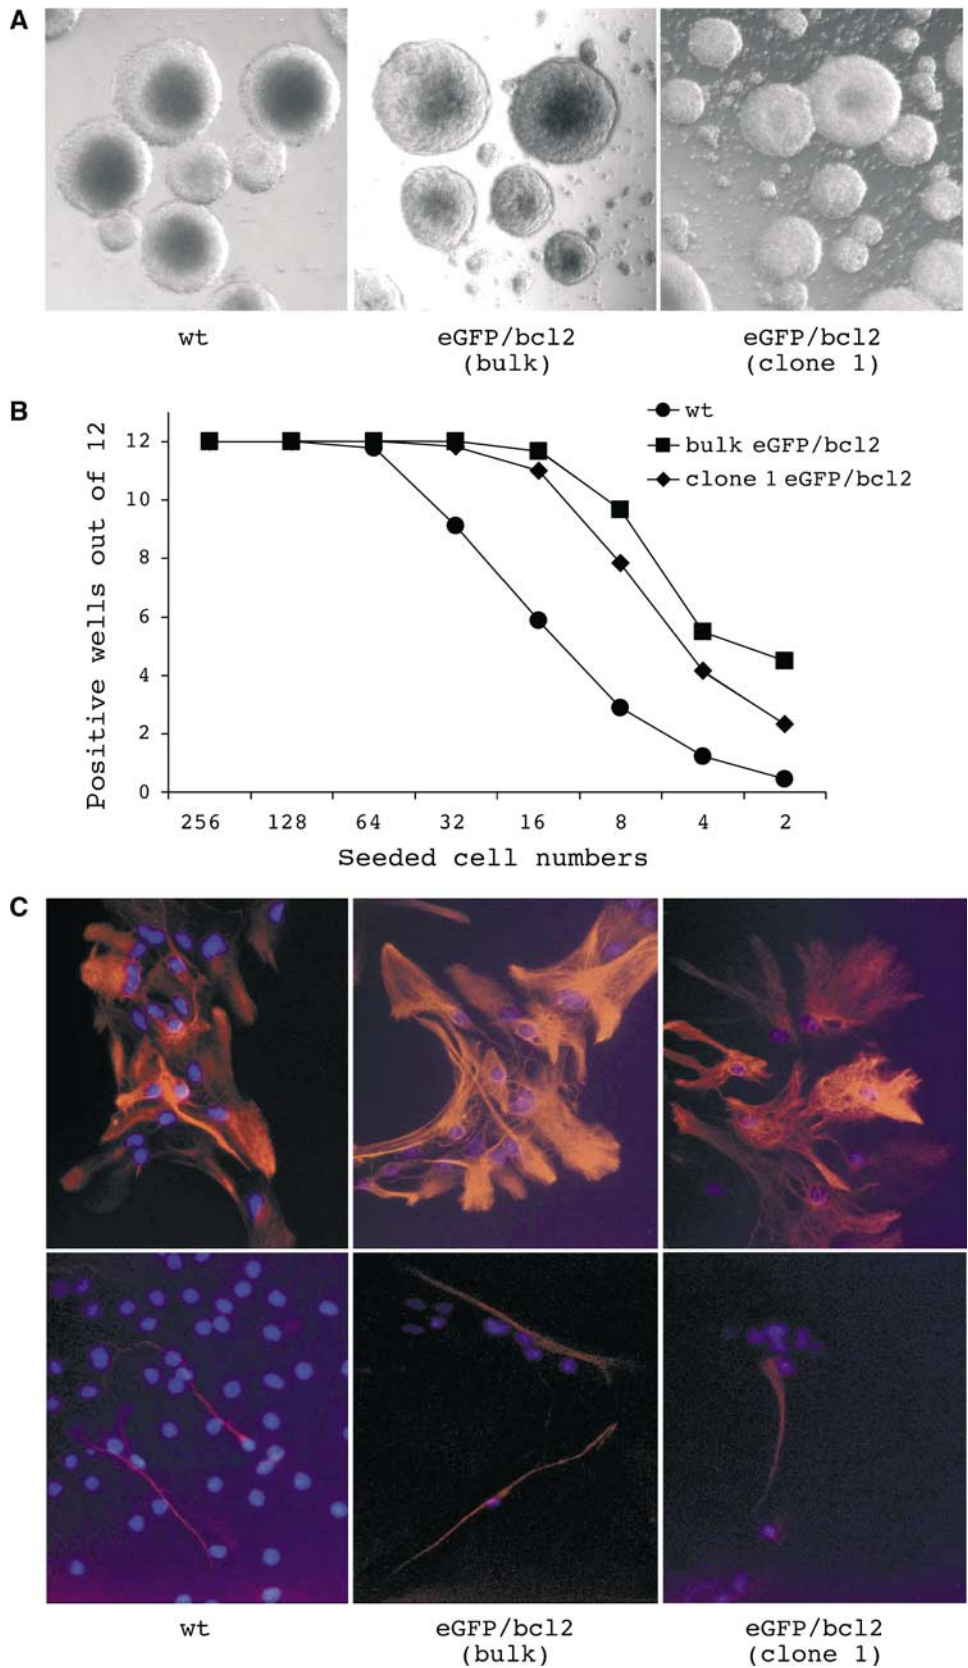 A
wt
eGFP/bcl2
(bulk)
eGFP/bcl2
(clone 1)
B
Positive wells out of 12
12
10
8
6
4
2
0
wt
bulk eGFP/bcl2
clone 1 eGFP/bcl2
256 128 64 32 16 8 4 2
Seeded cell numbers
C
wt
eGFP/bcl2
(bulk)
eGFP/bcl2
(clone 1)